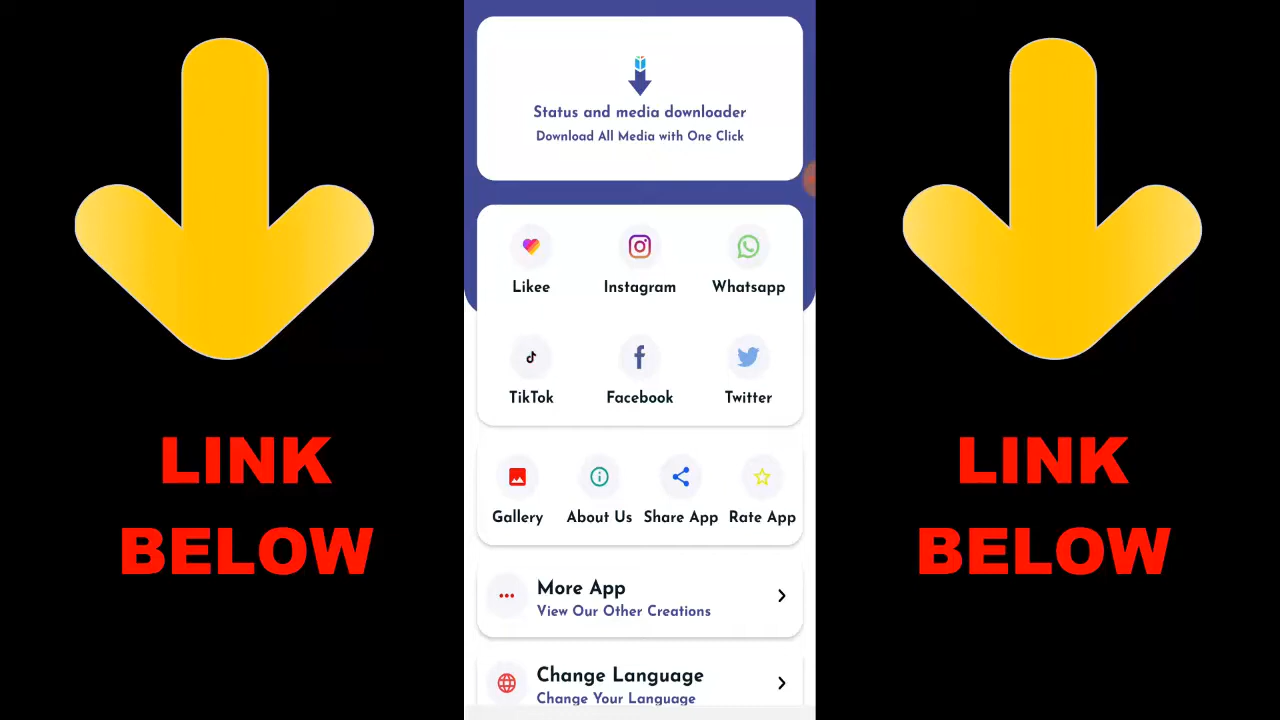 Status and media downloader
Download All Media with One Click
Likee
Instagram
Whatsapp
TikTok
Facebook
Twitter
Gallery
About Us
Share App
Rate App
More App
View Our Other Creations
Change Language
Change Your Language
LINK
BELOW
LINK
BELOW